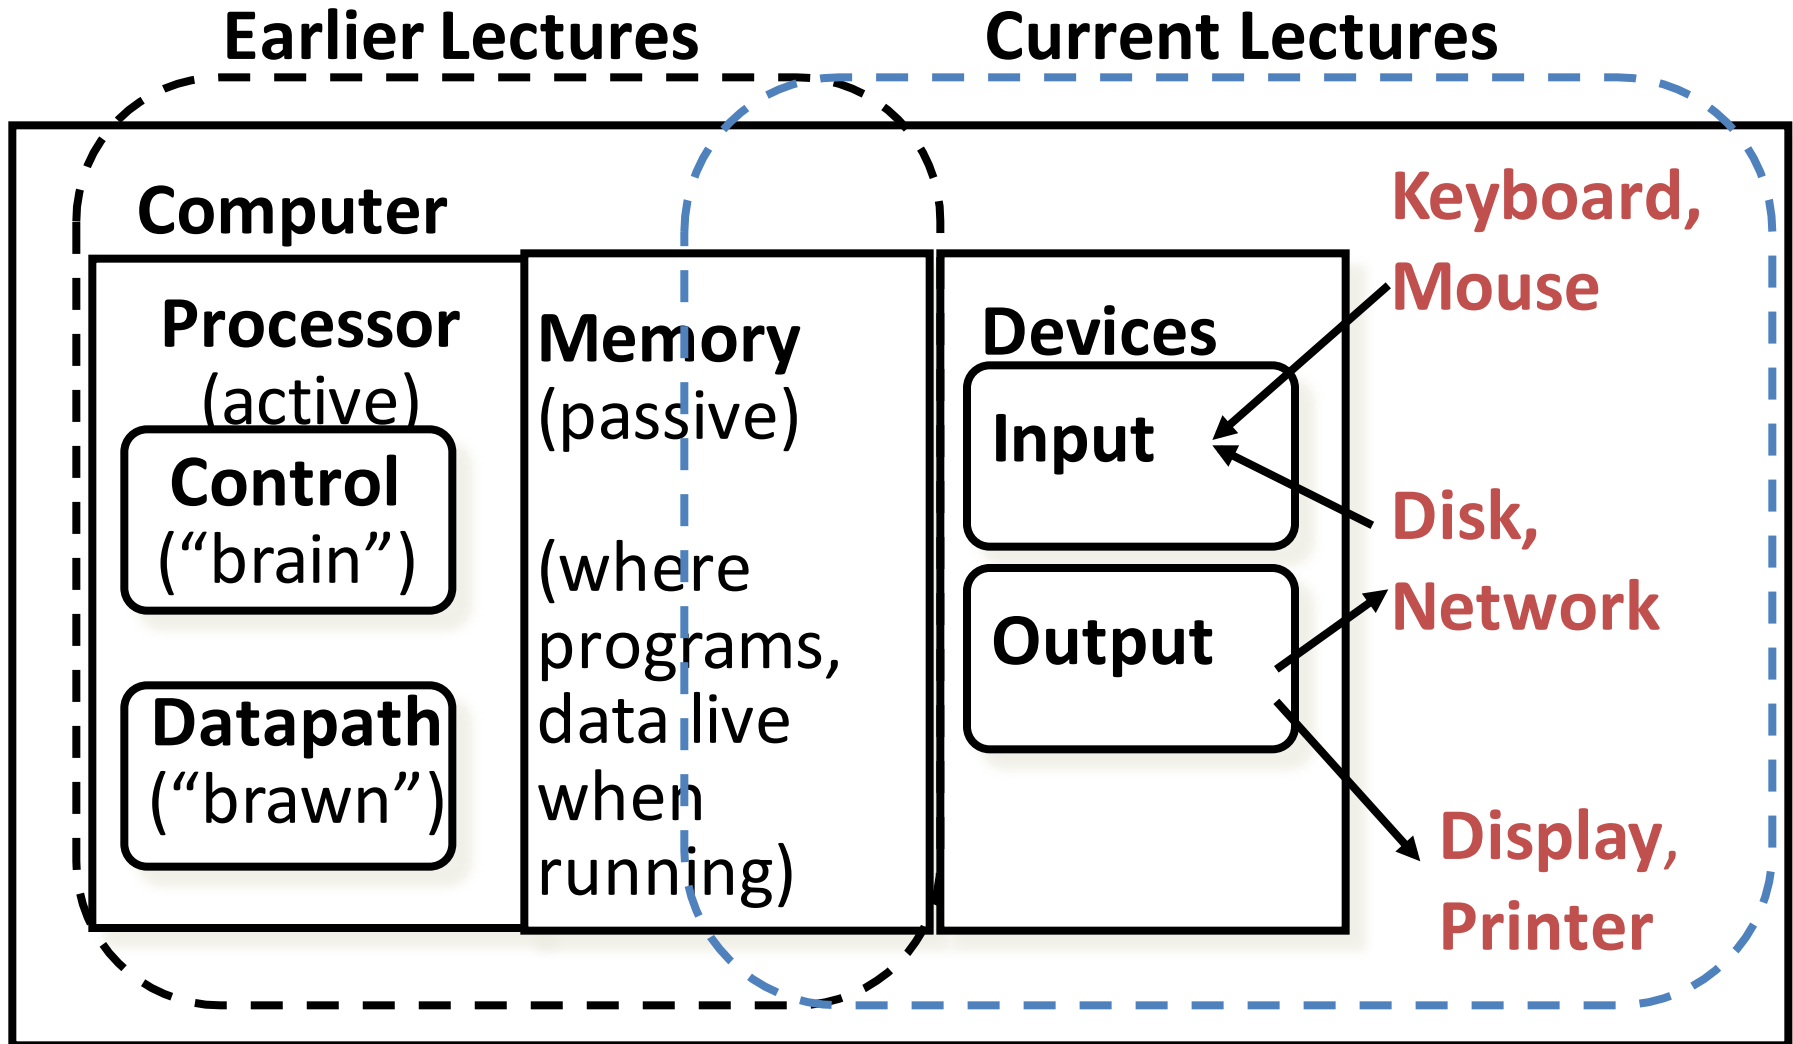 Earlier Lectures
Current Lectures
Computer
Processor
(active)
Control
(“brain”)
Datapath
(“brawn”)
Memory
(passive)
(where
programs,
data live
when
running)
Devices
Input
Output
Keyboard,
Mouse
Disk,
Network
Display,
Printer